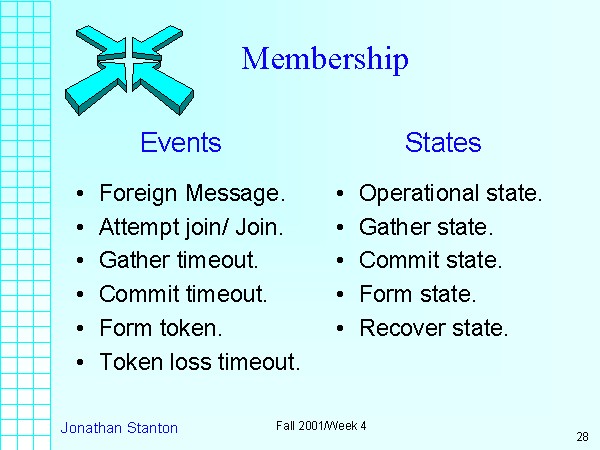 Membership
Events
• Foreign Message.
• Attempt join/ Join.
• Gather timeout.
• Commit timeout.
• Form token.
• Token loss timeout.
States
• Operational state.
• Gather state.
• Commit state.
• Form state.
• Recover state.
Jonathan Stanton
Fall 2001/Week 4
28